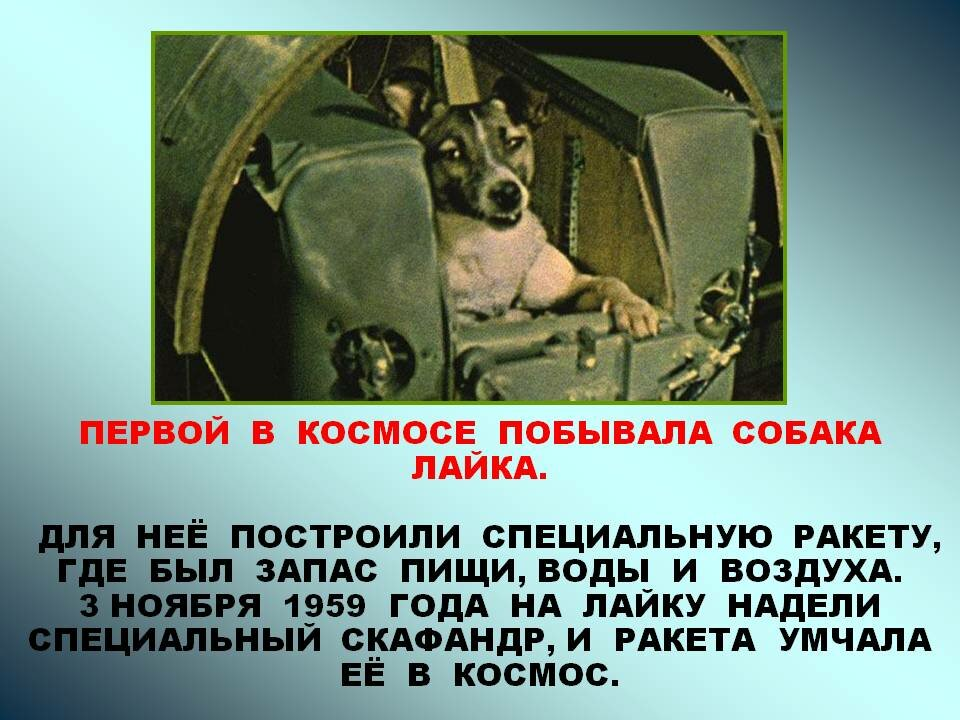 ПЕРВОЙ В КОСМОСЕ ПОБЫВАЛА СОБАКА
ЛАЙКА.
ДЛЯ НЕЁ ПОСТРОИЛИ СПЕЦИАЛЬНУЮ РАКЕТУ,
ГДЕ БЫЛ ЗАПАС ПИЩИ, ВОДЫ И ВОЗДУХА.
3 НОЯБРЯ 1959 ГОДА НА ЛАЙКУ НАДЕЛИ
СПЕЦИАЛЬНЫЙ СКАФАНДР, И РАКЕТА УМЧАЛА
ЕЁ В КОСМОС.